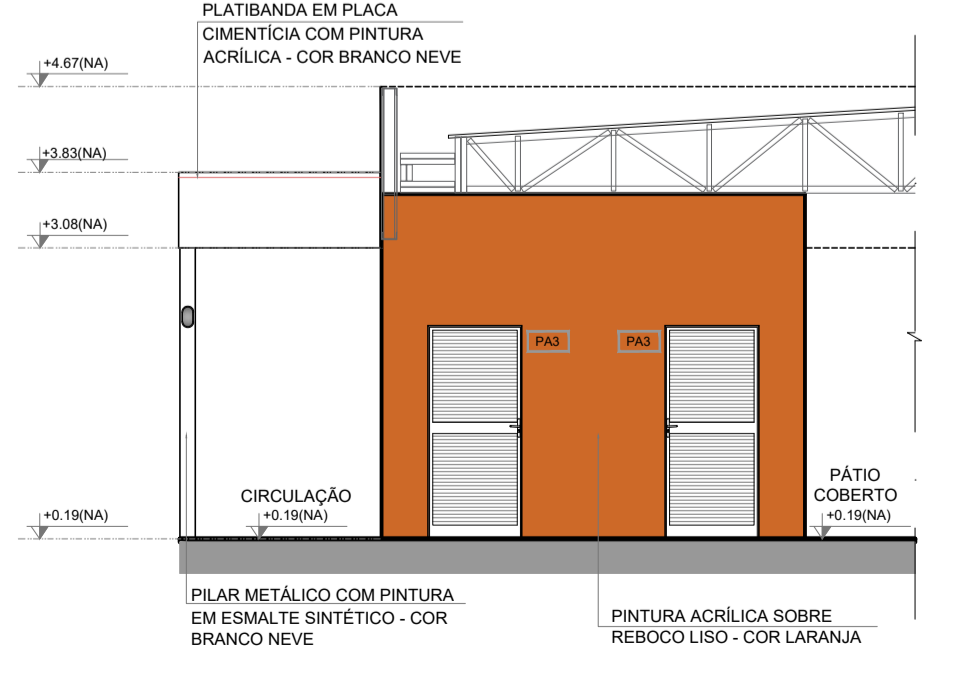 PLATIBANDA EM PLACA
CIMENTÍCIA COM PINTURA
ACRÍLICA - COR BRANCO NEVE
+4.67(NA)
+3.83(NA)
+3.08(NA)
PA3
PA3
CIRCULAÇÃO
+0.19(NA)
+0.19(NA)
PÁTIO
COBERTO
+0.19(NA)
PILAR METÁLICO COM PINTURA
EM ESMALTE SINTÉTICO - COR
BRANCO NEVE
PINTURA ACRÍLICA SOBRE
REBOCO LISO - COR LARANJA